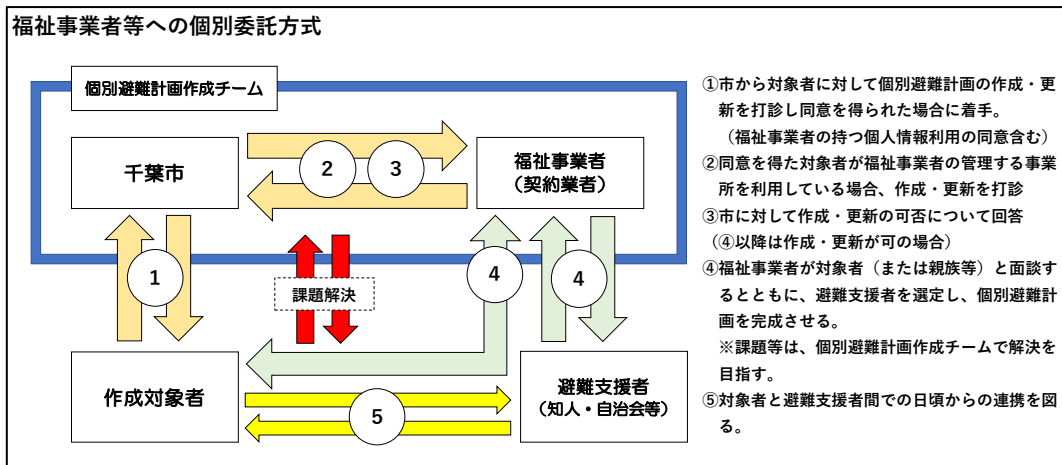 福祉事業者等への個別委託方式
個別避難計画作成チーム
千葉市
2
3
福祉事業者
(契約業者)
1
課題解決
4
4
作成対象者
5
避難支援者
(知人・自治会等)
①市から対象者に対して個別避難計画の作成・更
新を打診し同意を得られた場合に着手。
(福祉事業者の持つ個人情報利用の同意含む)
②同意を得た対象者が福祉事業者の管理する事業
所を利用している場合、作成・更新を打診
③市に対して作成・更新の可否について回答
(④以降は作成・更新が可の場合)
④福祉事業者が対象者(または親族等)と面談す
るとともに、避難支援者を選定し、個別避難計
画を完成させる。
※課題等は、個別避難計画作成チームで解決を
目指す。
⑤対象者と避難支援者間での日頃からの連携を図
る。